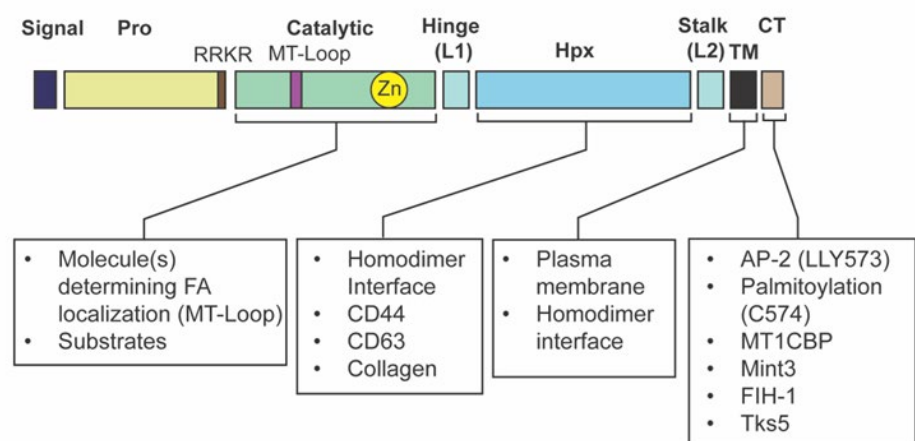 Signal Pro Catalytic Hinge (L1) Hpx Stalk (L2) TM CT
RRKR MT-Loop
Zn
• Molecule(s)
determining FA
localization (MT-Loop)
• Substrates
• Homodimer
Interface
• CD44
• CD63
• Collagen
• Plasma
membrane
• Homodimer
interface
• AP-2 (LLY573)
• Palmitoylation
(C574)
• MT1CBP
• Mint3
• FIH-1
• Tks5